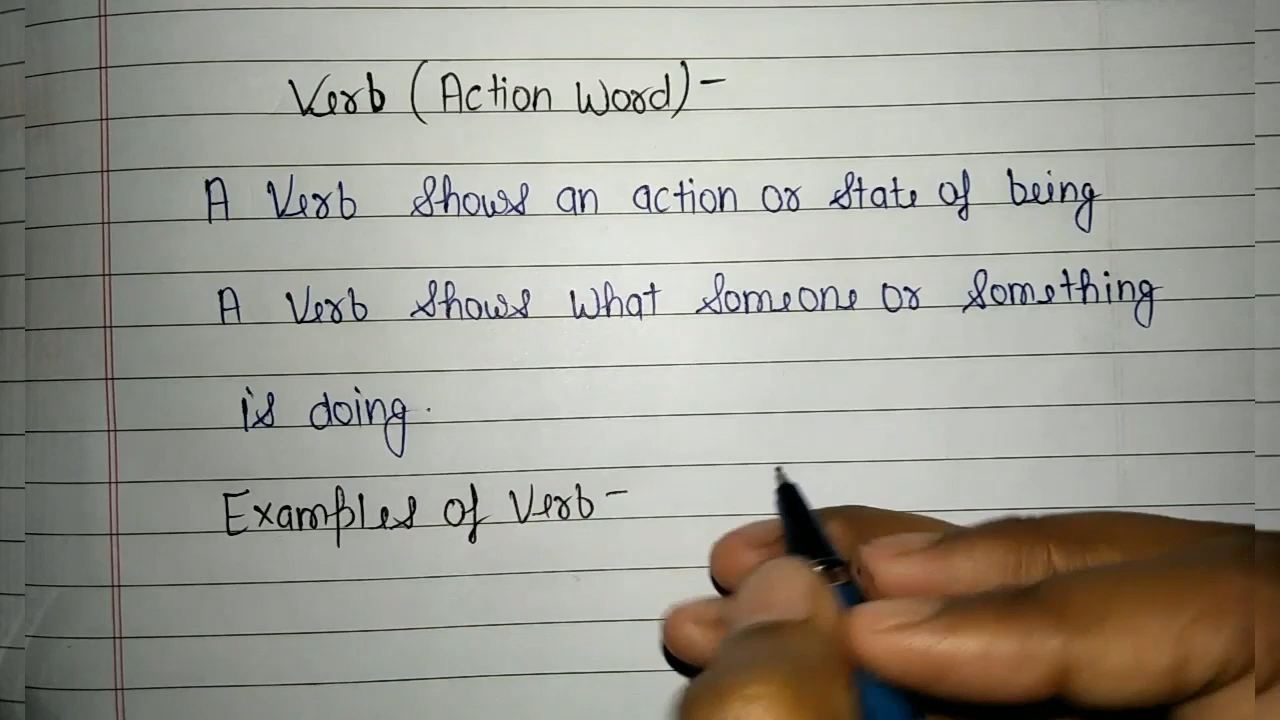 Verb (Action Word)-
A Verb shows an action or state of being
A Verb shows what someone or something
is doing.
Examples of Verb-